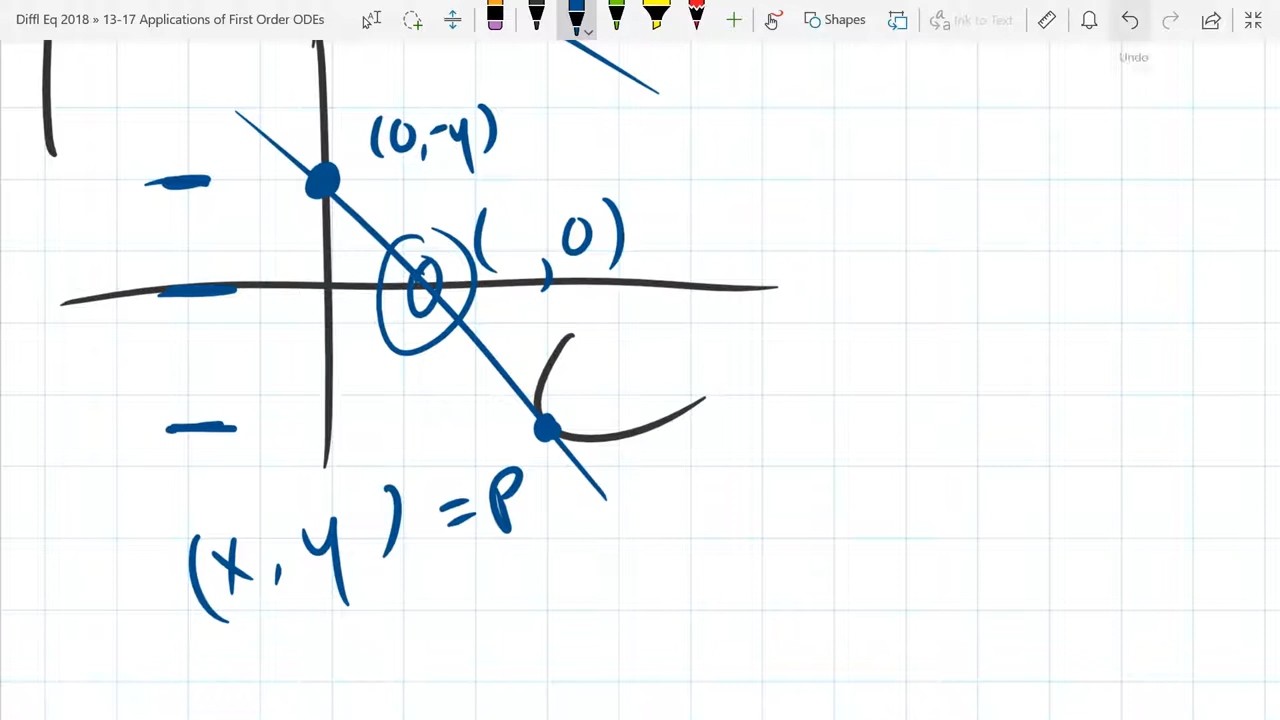 Diffl Eq 2018 » 13-17 Applications of First Order ODEs
Shapes
Ink to Text
Undo
(0,-y)
( , 0)
(x, y) = P